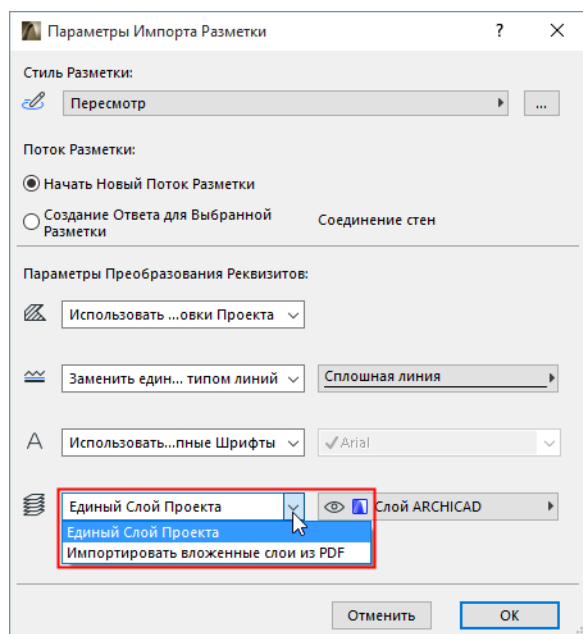 Параметры Импорта Разметки ?
Стиль Разметки:
Пересмотр ...
Поток Разметки:
Начать Новый Поток Разметки
Создание Ответа для Выбранной Разметки Соединение стен
Параметры Преобразования Реквизитов:
Использовать ...овки Проекта
Заменить един... типом линий Сплошная линия
Использовать...пные Шрифты Arial
Единый Слой Проекта Слой ARCHICAD
Единый Слой Проекта
Импортировать вложенные слои из PDF
Отменить OK